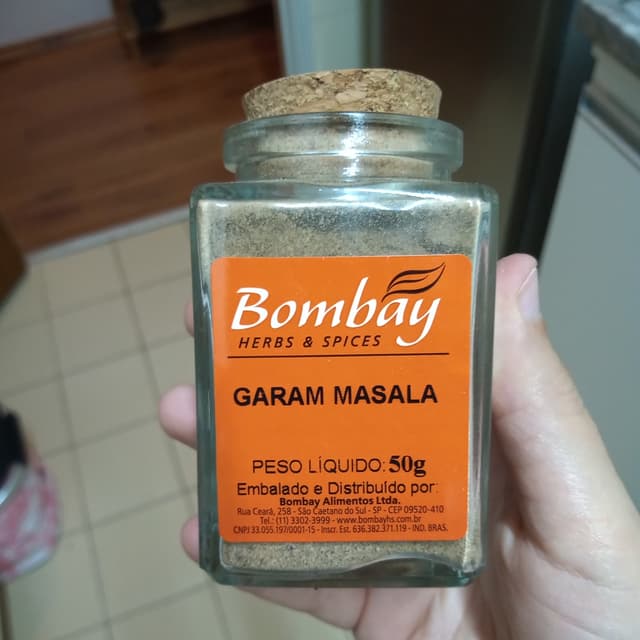 Bombay
HERBS & SPICES
GARAM MASALA
PESO LÍQUIDO: 50g
Embalado e Distribuído por:
Bombay Alimentos Ltda.
Rua Ceará, 258 - São Caetano do Sul - SP - CEP 09520-410
Tel.: (11) 3302-3999 - www.bombayhs.com.br
CNPJ 33.055.197/0001-15 - Inscr. Est. 636.382.371.119 - IND. BRAS.